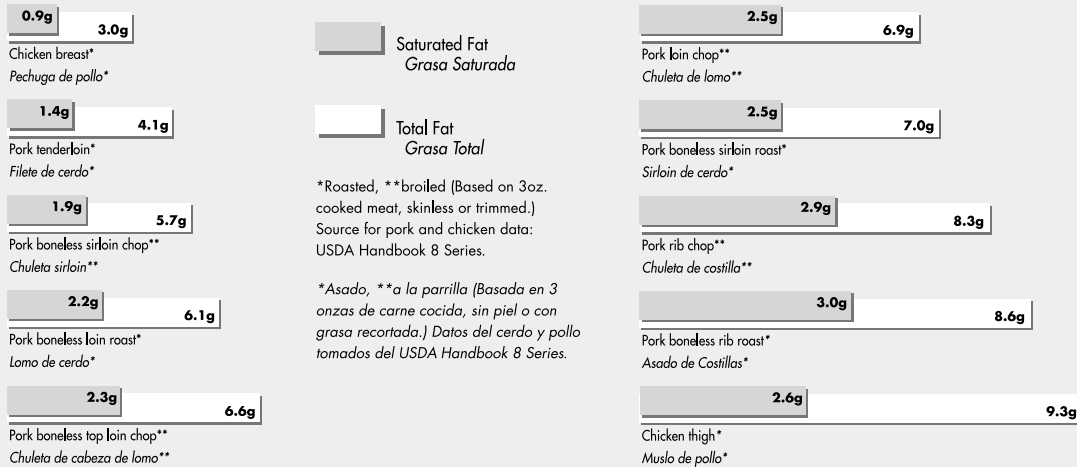 0.9g
3.0g
Chicken breast*
Pechuga de pollo*
1.4g
4.1g
Pork tenderloin*
Filete de cerdo*
1.9g
5.7g
Pork boneless sirloin chop**
Chuleta sirloin**
2.2g
6.1g
Pork boneless loin roast*
Lomo de cerdo*
2.3g
6.6g
Pork boneless top loin chop**
Chuleta de cabeza de lomo**
Saturated Fat
Grasa Saturada
Total Fat
Grasa Total
*Roasted, **broiled (Based on 3oz.
cooked meat, skinless or trimmed.)
Source for pork and chicken data:
USDA Handbook 8 Series.
*Asado, **a la parrilla (Basada en 3
onzas de carne cocida, sin piel o con
grasa recortada.) Datos del cerdo y pollo
tomados del USDA Handbook 8 Series.
2.5g
6.9g
Pork loin chop**
Chuleta de lomo**
2.5g
7.0g
Pork boneless sirloin roast*
Sirloin de cerdo*
2.9g
8.3g
Pork rib chop**
Chuleta de costilla**
3.0g
8.6g
Pork boneless rib roast*
Asado de Costillas*
2.6g
9.3g
Chicken thigh*
Muslo de pollo*